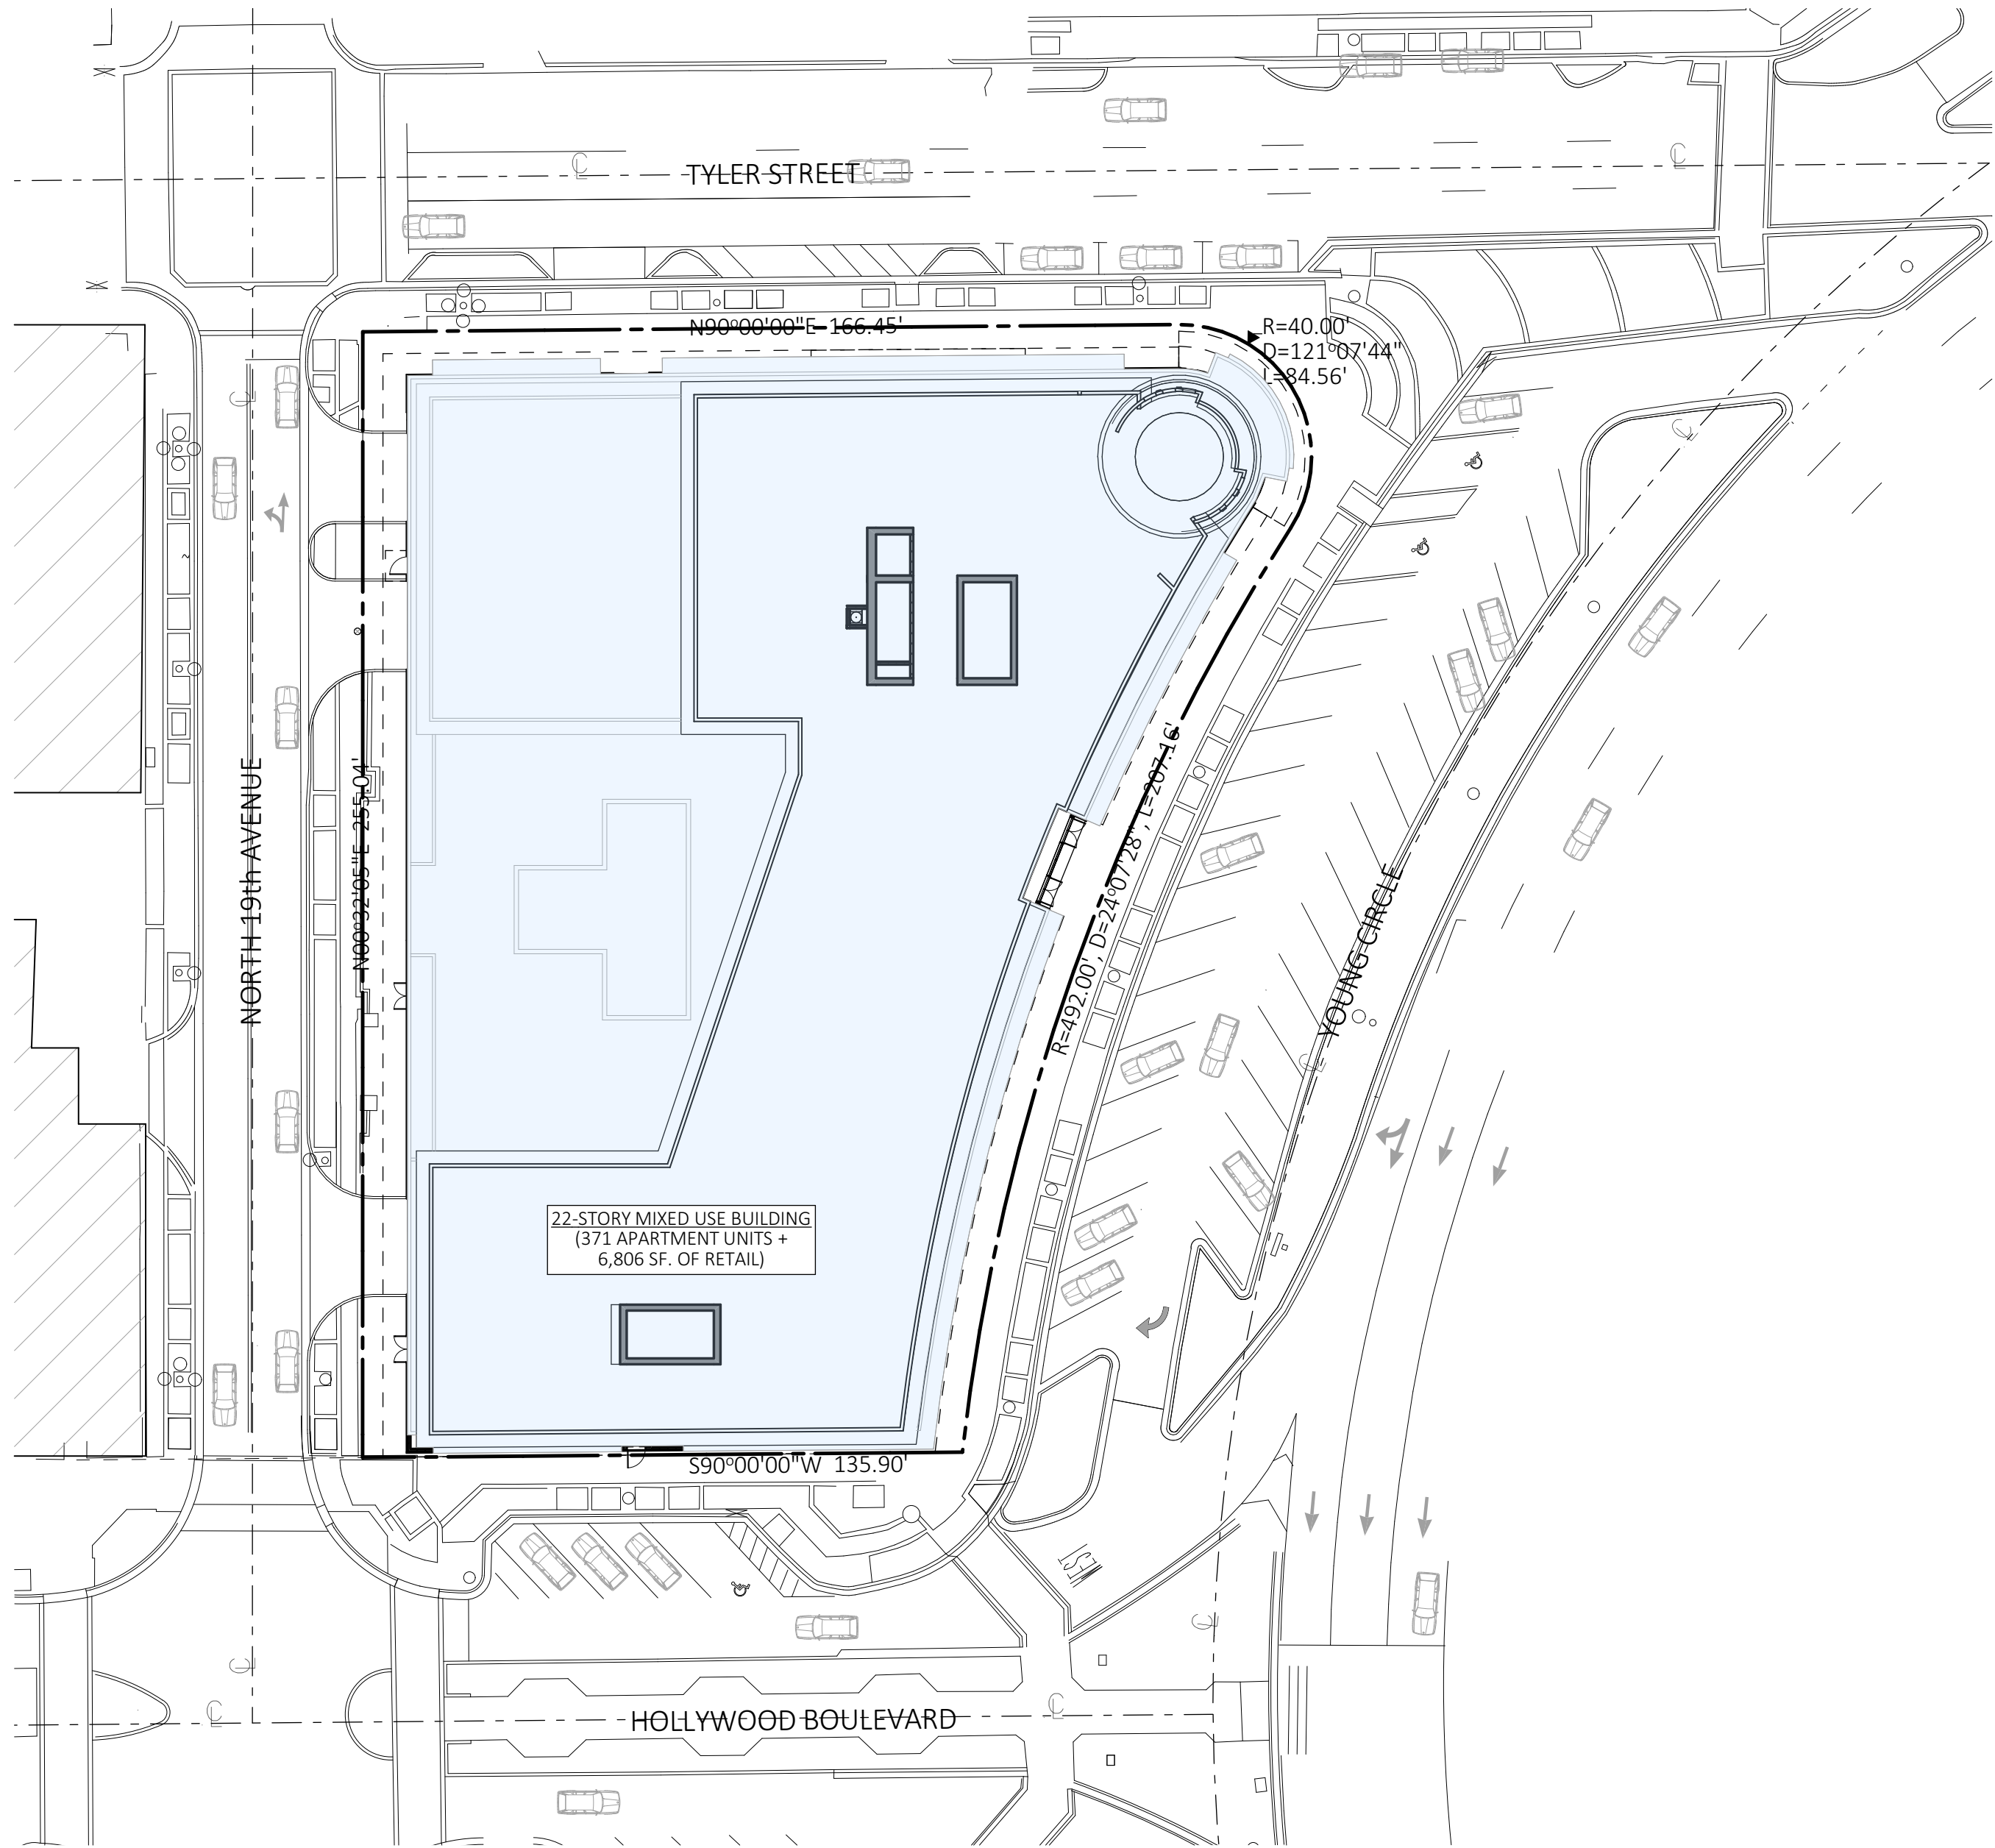 TYLER STREET
N90°00'00"E 166.45'
R=40.00'
D=121°07'44"
L=84.56'
NORTH 19th AVENUE
N00°32'05"E 255.04'
R=492.00', D=24°07'28", L=207.16'
YOUNG CIRCLE
22-STORY MIXED USE BUILDING
(371 APARTMENT UNITS +
6,806 SF. OF RETAIL)
S90°00'00"W 135.90'
HOLLYWOOD BOULEVARD